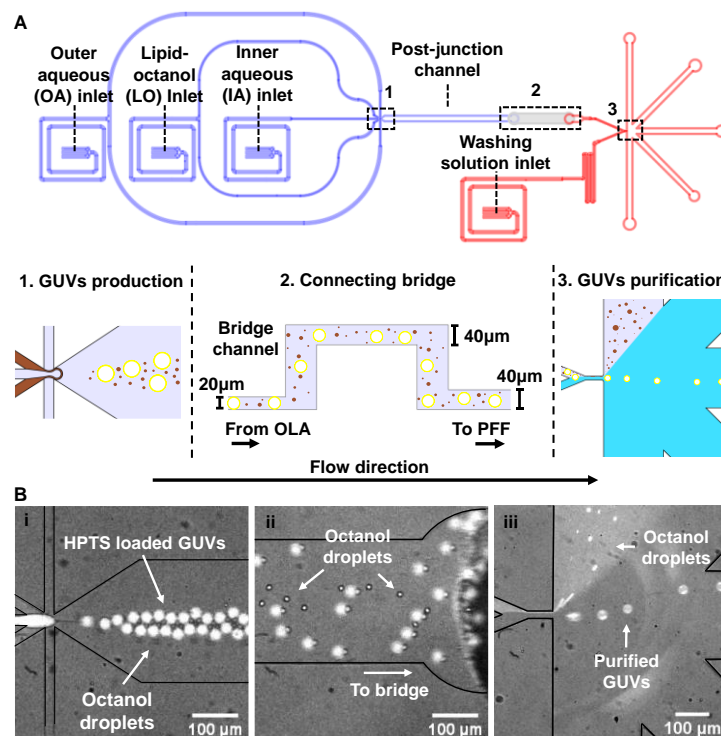 A
Outer
aqueous
(OA) inlet
Lipid-
octanol
(LO) Inlet
Inner
aqueous
(IA) inlet
1
Post-junction
channel
2
3
Washing
solution inlet
1. GUVs production
2. Connecting bridge
3. GUVs purification
Bridge
channel
40µm
20µm
40µm
From OLA
To PFF
Flow direction
B
i
HPTS loaded GUVs
Octanol
droplets
100 µm
ii
Octanol
droplets
To bridge
100 µm
iii
Octanol
droplets
Purified
GUVs
100 µm